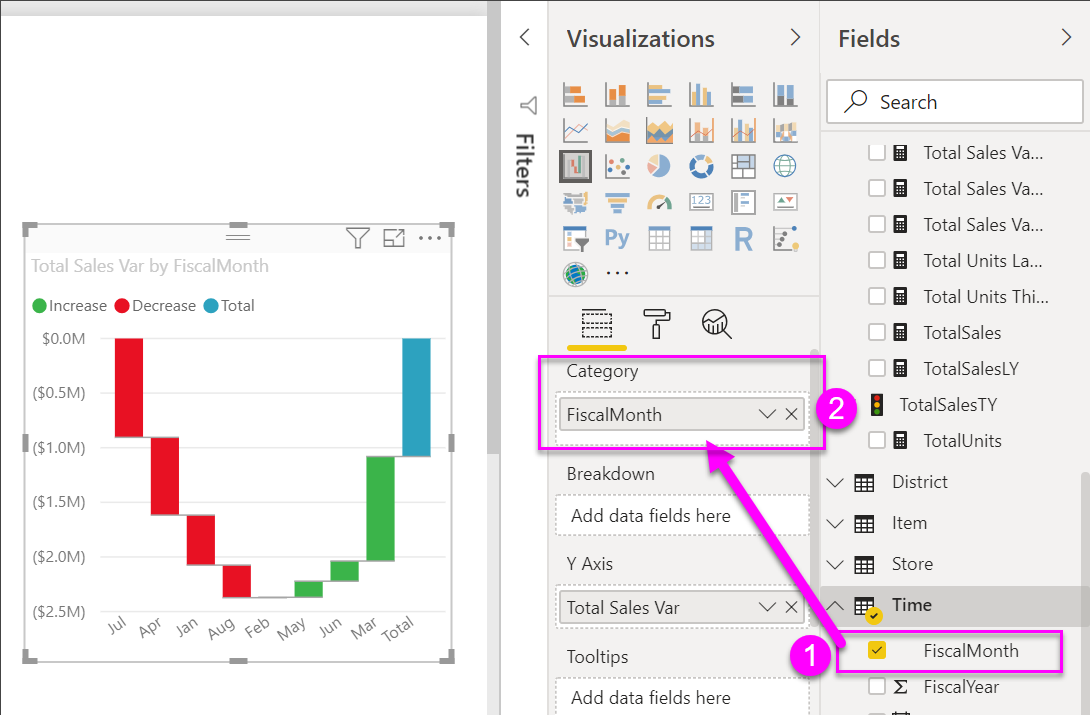 Visualizations
Fields
Search
Filters
123
Py
R
Total Sales Var by FiscalMonth
Increase
Decrease
Total
$0.0M
($0.5M)
($1.0M)
($1.5M)
($2.0M)
($2.5M)
Jul
Apr
Jan
Aug
Feb
May
Jun
Mar
Total
Category
FiscalMonth
2
Breakdown
Add data fields here
Y Axis
Total Sales Var
Tooltips
Add data fields here
1
Total Sales Va...
Total Sales Va...
Total Sales Va...
Total Units La...
Total Units Thi...
TotalSales
TotalSalesLY
TotalSalesTY
TotalUnits
District
Item
Store
Time
FiscalMonth
Σ FiscalYear